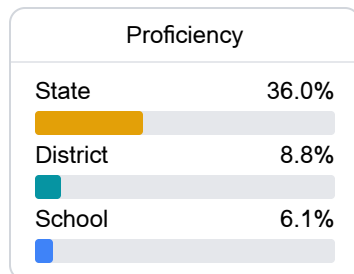 Proficiency
State 36.0%
District 8.8%
School 6.1%